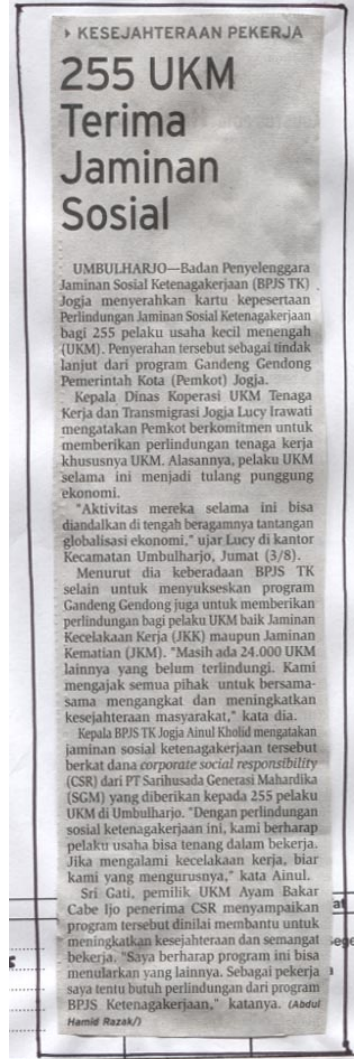 KESEJAHTERAAN PEKERJA
255 UKM
Terima
Jaminan
Sosial
UMBULHARJO—Badan Penyelenggara
Jaminan Sosial Ketenagakerjaan (BPJS TK)
Jogja menyerahkan kartu kepesertaan
Perlindungan Jaminan Sosial Ketenagakerjaan
bagi 255 pelaku usaha kecil menengah
(UKM). Penyerahan tersebut sebagai tindak
lanjut dari program Gandeng Gendong
Pemerintah Kota (Pemkot) Jogja.
Kepala Dinas Koperasi UKM Tenaga
Kerja dan Transmigrasi Jogja Lucy Irawati
mengatakan Pemkot berkomitmen untuk
memberikan perlindungan tenaga kerja
khususnya UKM. Alasannya, pelaku UKM
selama ini menjadi tulang punggung
ekonomi.
"Aktivitas mereka selama ini bisa
diandalkan di tengah beragamnya tantangan
globalisasi ekonomi," ujar Lucy di kantor
Kecamatan Umbulharjo, Jumat (3/8).
Menurut dia keberadaan BPJS TK
selain untuk menyukseskan program
Gandeng Gendong juga untuk memberikan
perlindungan bagi pelaku UKM baik Jaminan
Kecelakaan Kerja (JKK) maupun Jaminan
Kematian (JKM). "Masih ada 24.000 UKM
lainnya yang belum terlindungi. Kami
mengajak semua pihak untuk bersama-
sama mengangkat dan meningkatkan
kesejahteraan masyarakat," kata dia.
Kepala BPJS TK Jogja Ainul Kholid mengatakan
jaminan sosial ketenagakerjaan tersebut
berkat dana corporate social responsibility
(CSR) dari PT Sarihusada Generasi Mahardika
(SGM) yang diberikan kepada 255 pelaku
UKM di Umbulharjo. "Dengan perlindungan
sosial ketenagakerjaan ini, kami berharap
pelaku usaha bisa tenang dalam bekerja.
Jika mengalami kecelakaan kerja, biar
kami yang mengurusnya," kata Ainul.
Sri Gati, pemilik UKM Ayam Bakar
Cabe Ijo penerima CSR menyampaikan
program tersebut dinilai membantu untuk
meningkatkan kesejahteraan dan semangat
bekerja. "Saya berharap program ini bisa
menularkan yang lainnya. Sebagai pekerja
saya tentu butuh perlindungan dari program
BPJS Ketenagakerjaan," katanya. (Abdul
Hamid Razak/)